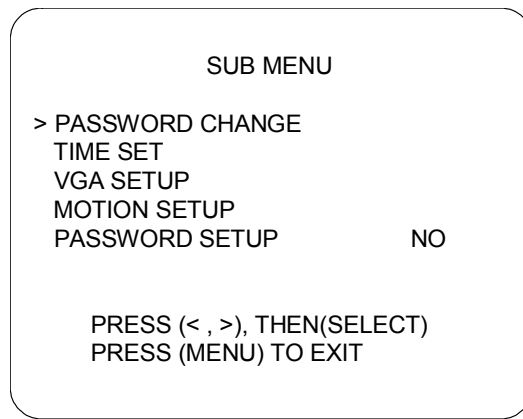 SUB MENU
> PASSWORD CHANGE
TIME SET
VGA SETUP
MOTION SETUP
PASSWORD SETUP NO
PRESS (< , >), THEN(SELECT)
PRESS (MENU) TO EXIT